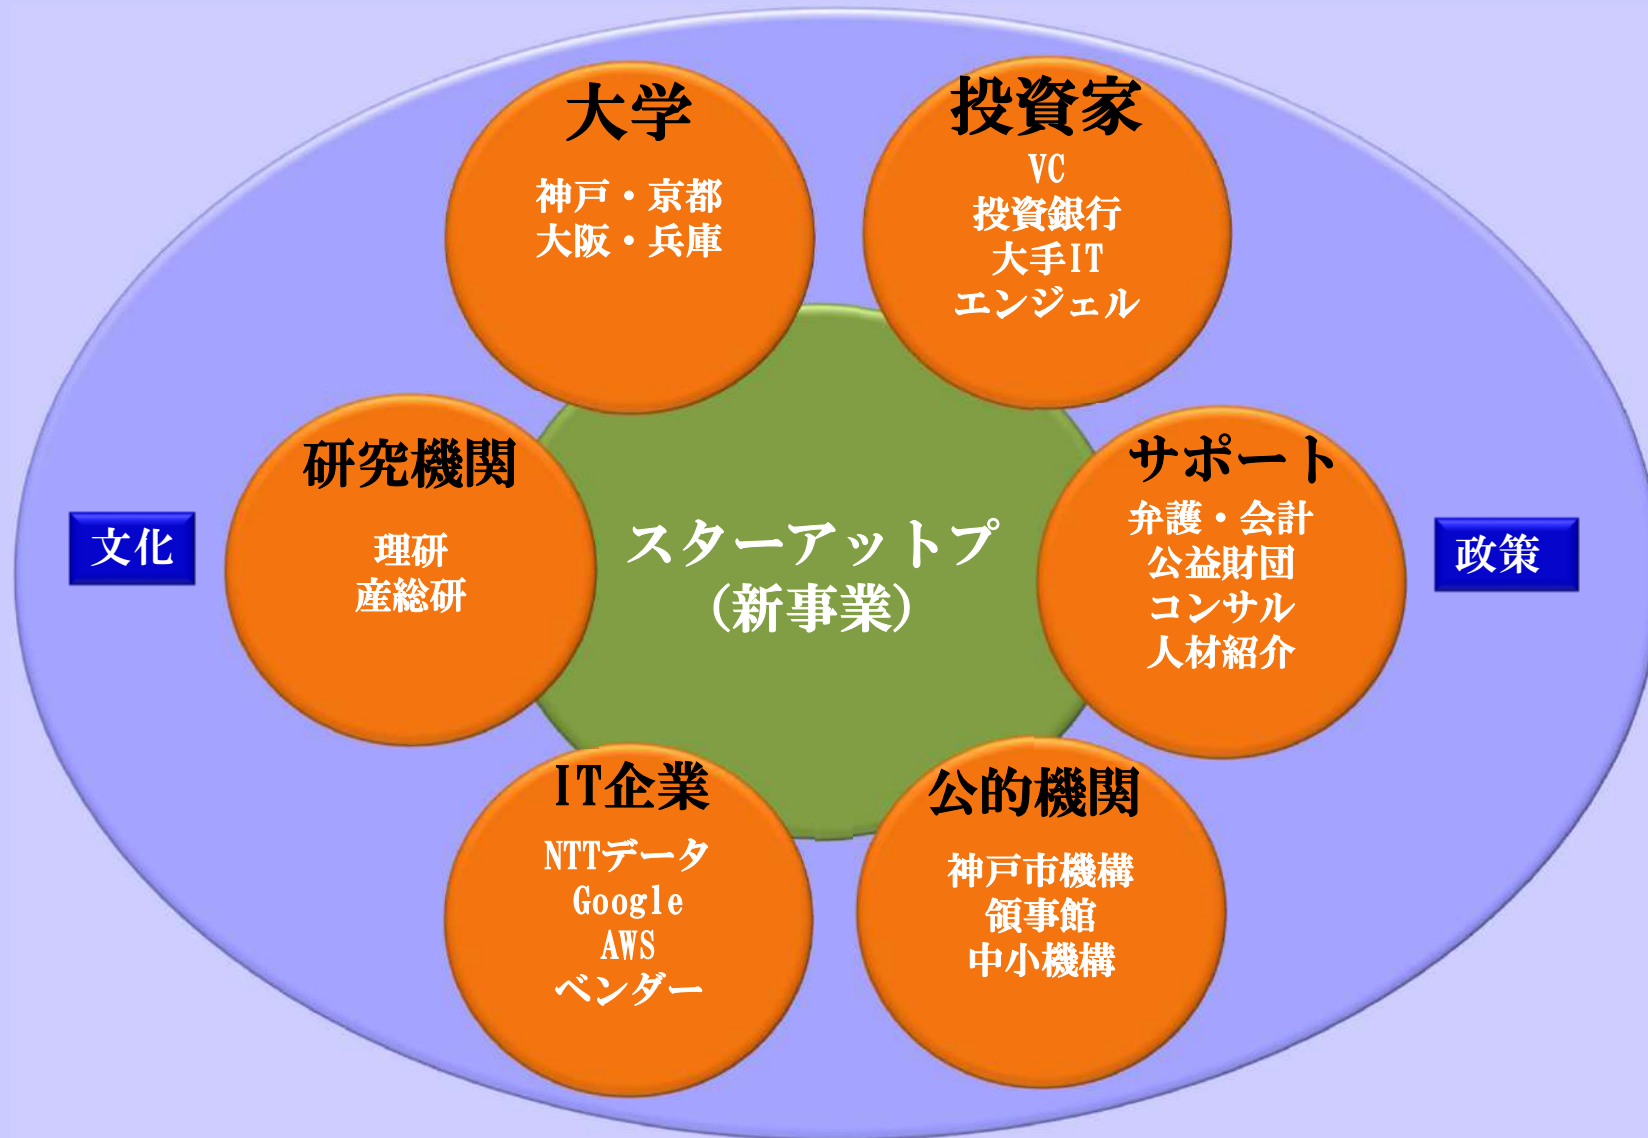 大学
神戸・京都
大阪・兵庫
投資家
VC
投資銀行
大手IT
エンジェル
研究機関
理研
産総研
サポート
弁護・会計
公益財団
コンサル
人材紹介
文化
スターアットプ
（新事業）
政策
IT企業
NTTデータ
Google
AWS
ベンダー
公的機関
神戸市機構
領事館
中小機構